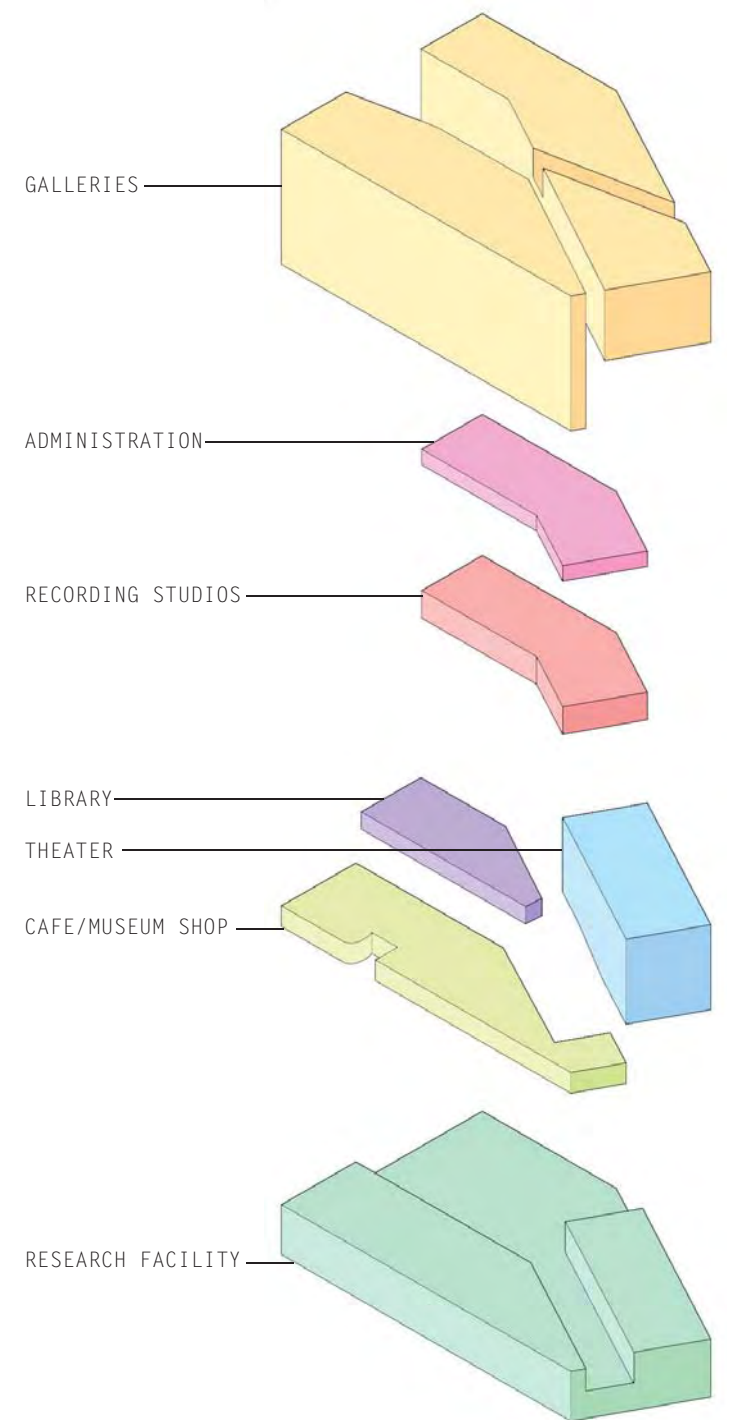 GALLERIES
ADMINISTRATION
RECORDING STUDIOS
LIBRARY
THEATER
CAFE/MUSEUM SHOP
RESEARCH FACILITY